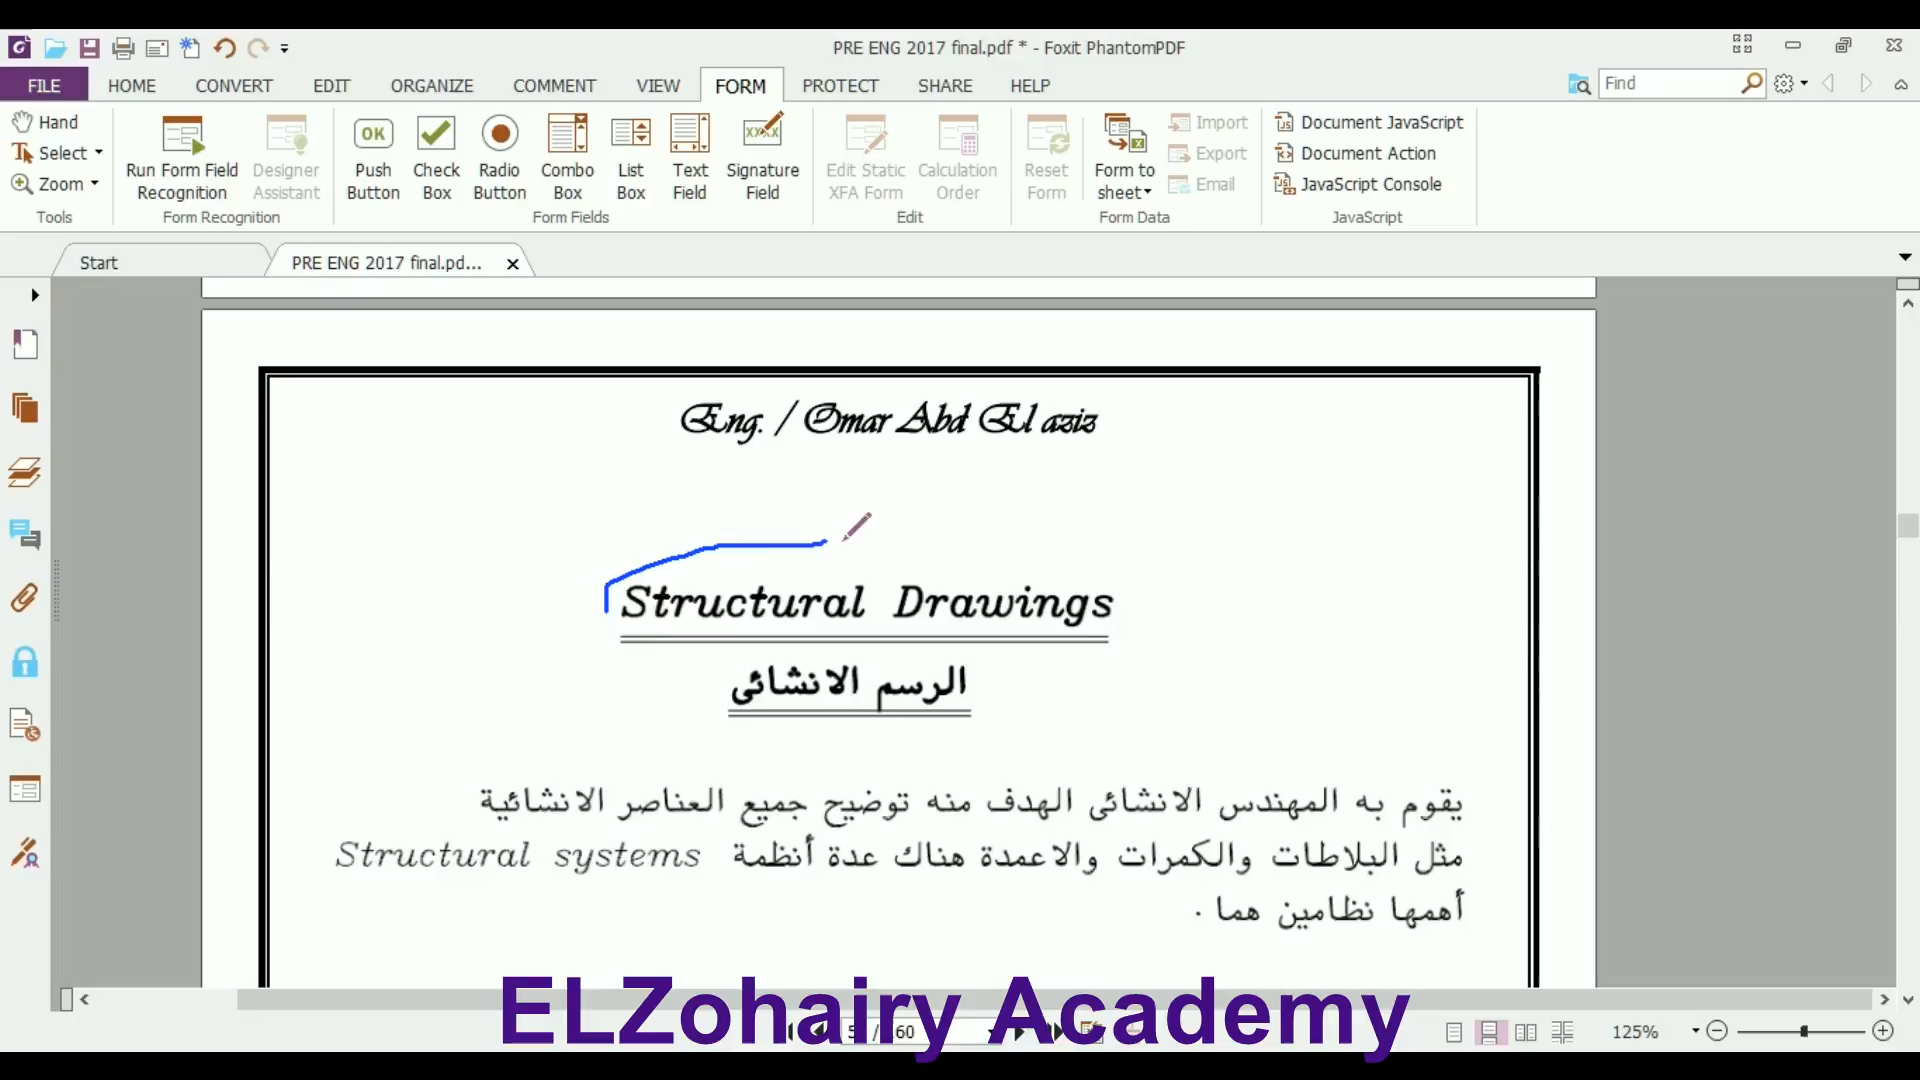 PRE ENG 2017 final.pdf * - Foxit PhantomPDF
FILE HOME CONVERT EDIT ORGANIZE COMMENT VIEW FORM PROTECT SHARE HELP Find
Hand
Select
Zoom
Tools
Run Form Field Recognition
Designer Assistant
Form Recognition
OK
Push Button
Check Box
Radio Button
Combo Box
List Box
Text Field
Signature Field
Form Fields
Edit Static XFA Form
Calculation Order
Edit
Reset Form
Form to sheet
Import
Export
Email
Form Data
Document JavaScript
Document Action
JavaScript Console
JavaScript
Start
PRE ENG 2017 final.pd...
Eng. / Omar Abd El aziz
Structural Drawings
الرسم الانشائى
يقوم به المهندس الانشائى الهدف منه توضيح جميع العناصر الانشائية
مثل البلاطات والكمرات والاعمدة هناك عدة أنظمة Structural systems
أهمها نظامين هما .
ELZohairy Academy
125%